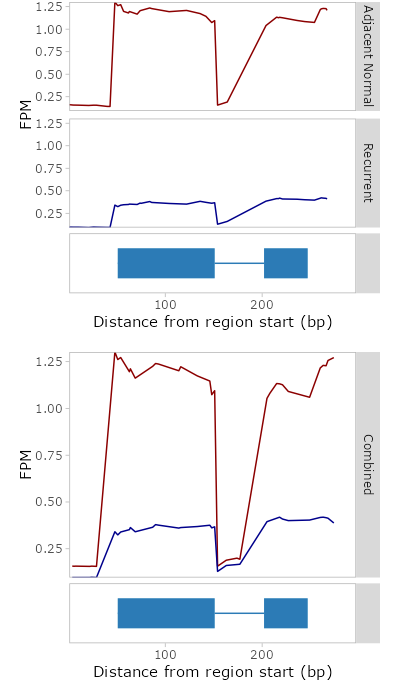 1.25
1.00
0.75
0.50
0.25
Adjacent Normal
FPM
1.25
1.00
0.75
0.50
0.25
Recurrent
100
200
Distance from region start (bp)
1.25
1.00
0.75
0.50
0.25
FPM
Combined
100
200
Distance from region start (bp)